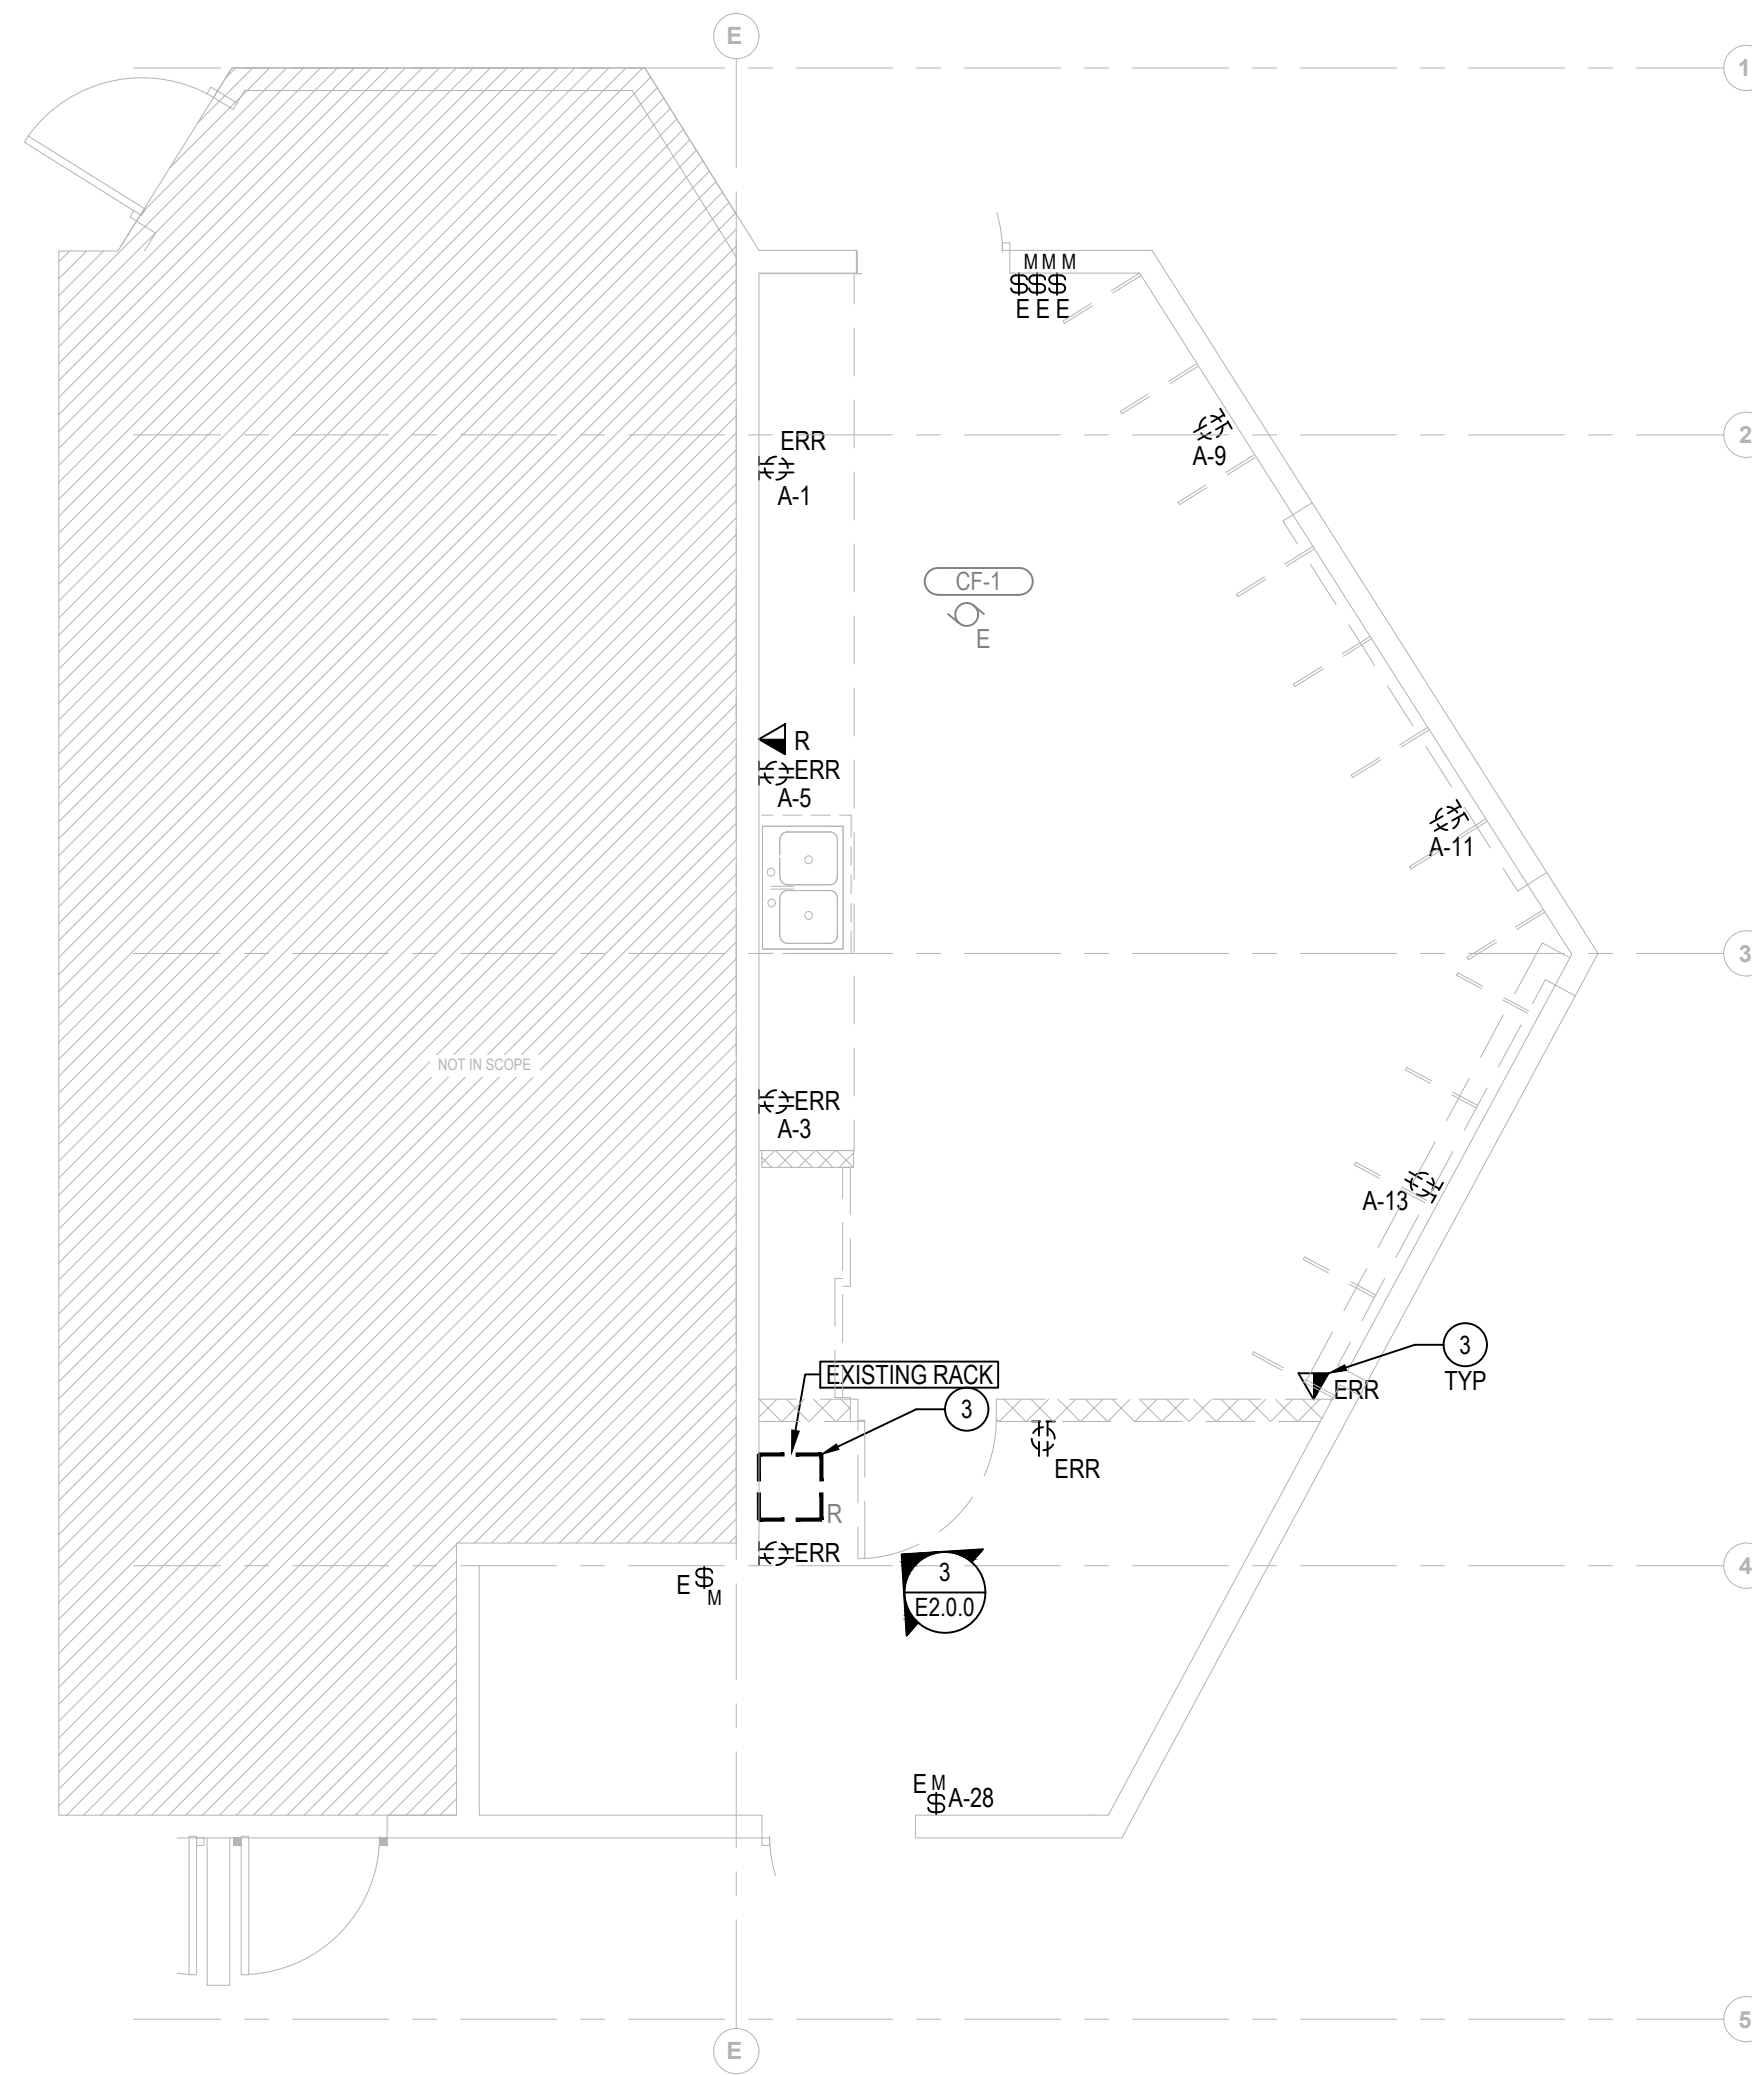 E
1
M M M
$ $ $
E E E
2
ERR
A-1
A-9
CF-1
E
R
ERR
A-5
A-11
3
NOT IN SCOPE
ERR
A-3
A-13
3
TYP
EXISTING RACK
ERR
3
ERR
R
ERR
4
E $ M
3
E2.0.0
E M
$ A-28
5
E